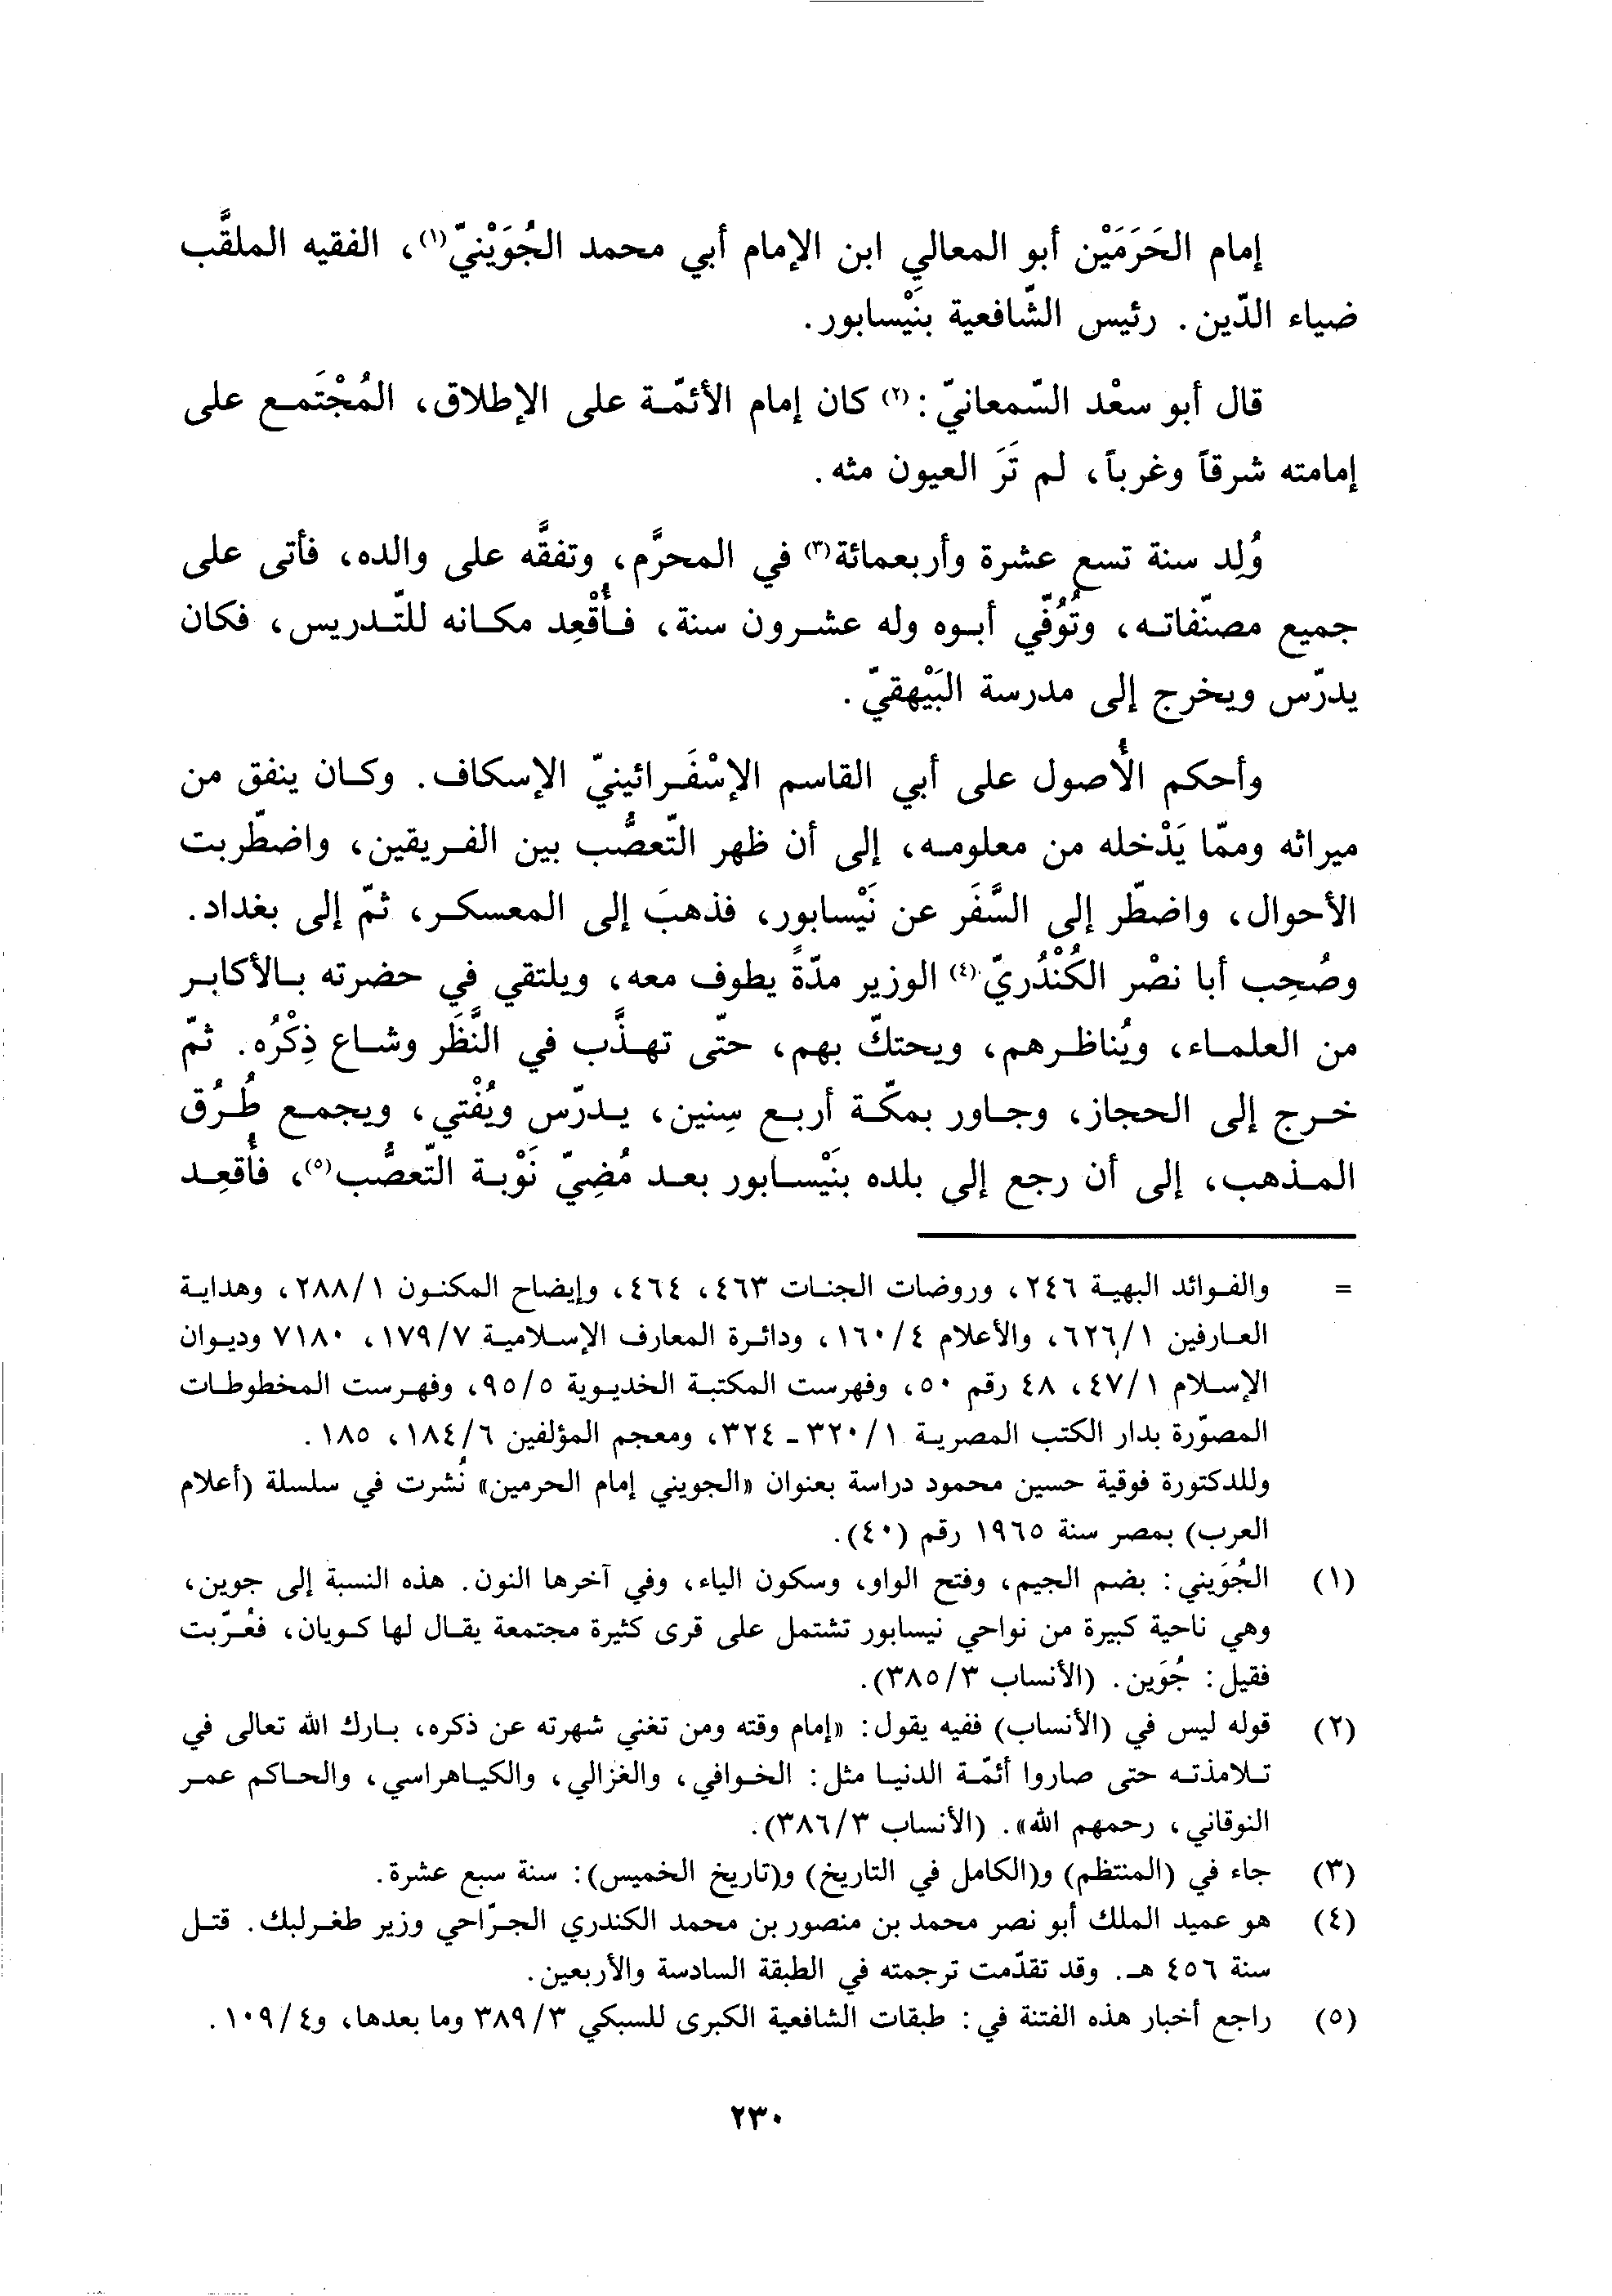 إمام الحَرَمَيْن أبو المعالي ابن الإمام أبي محمد الجُوَيْنيّ(١)، الفقيه الملقَّب
ضياء الدّين. رئيس الشّافعية بنَيْسابور.
قال أبو سعْد السّمعانيّ:(٢) كان إمام الأئمّة على الإطلاق، المُجْتَمع على
إمامته شرقاً وغرباً، لم تَرَ العيون مثه.
وُلِد سنة تسع عشرة وأربعمائة(٣) في المحرَّم، وتفقَّه على والده، فأتى على
جميع مصنّفاته، وتُوُفّي أبوه وله عشرون سنة، فأُقْعِد مكانه للتّدريس، فكان
يدرّس ويخرج إلى مدرسة البَيْهقيّ.
وأحكم الأُصول على أبي القاسم الإسْفَرائينيّ الإسكاف. وكان ينفق من
ميراثه وممّا يَدْخله من معلومه، إلى أن ظهر التّعصُّب بين الفريقين، واضطّربت
الأحوال، واضطّر إلى السَّفَر عن نَيْسابور، فذهبَ إلى المعسكر، ثمّ إلى بغداد.
وصُحِب أبا نصْر الكُنْدُريّ(٤) الوزير مدّةً يطوف معه، ويلتقي في حضرته بالأكابر
من العلماء، ويُناظرهم، ويحتكّ بهم، حتّى تهذَّب في النَّظَر وشاع ذِكْرُه. ثمّ
خرج إلى الحجاز، وجاور بمكّة أربع سِنين، يدرّس ويُفْتي، ويجمع طُرُق
المذهب، إلى أن رجع إلى بلده بنَيْسابور بعد مُضِيّ نَوْبة التّعصُّب(٥)، فأُقعِد
= والفوائد البهية ٢٤٦، وروضات الجنات ٤٦٣، ٤٦٤، وإيضاح المكنون ٢٨٨/١، وهداية
العارفين ٦٢٦/١، والأعلام ١٦٠/٤، ودائرة المعارف الإسلامية ١٧٩/٧، ٧١٨٠ وديوان
الإسلام ٤٧/١، ٤٨ رقم ٥٠، وفهرست المكتبة الخديوية ٩٥/٥، وفهرست المخطوطات
المصوّرة بدار الكتب المصرية ٣٢٠/١ - ٣٢٤، ومعجم المؤلفين ١٨٤/٦، ١٨٥.
وللدكتورة فوقية حسين محمود دراسة بعنوان «الجويني إمام الحرمين» نُشرت في سلسلة (أعلام
العرب) بمصر سنة ١٩٦٥ رقم (٤٠).
(١) الجُوَيني: بضم الجيم، وفتح الواو، وسكون الياء، وفي آخرها النون. هذه النسبة إلى جوين،
وهي ناحية كبيرة من نواحي نيسابور تشتمل على قرى كثيرة مجتمعة يقال لها كويان، فعُرّبت
فقيل: جُوَين. (الأنساب ٣٨٥/٣).
(٢) قوله ليس في (الأنساب) ففيه يقول: «إمام وقته ومن تغني شهرته عن ذكره، بارك الله تعالى في
تلامذته حتى صاروا أئمّة الدنيا مثل: الخوافي، والغزالي، والكياهراسي، والحاكم عمر
النوقاني، رحمهم الله». (الأنساب ٣٨٦/٣).
(٣) جاء في (المنتظم) و(الكامل في التاريخ) و(تاريخ الخميس): سنة سبع عشرة.
(٤) هو عميد الملك أبو نصر محمد بن منصور بن محمد الكندري الجرّاحي وزير طغرلبك. قتل
سنة ٤٥٦ هـ. وقد تقدّمت ترجمته في الطبقة السادسة والأربعين.
(٥) راجع أخبار هذه الفتنة في: طبقات الشافعية الكبرى للسبكي ٣٨٩/٣ وما بعدها، و١٠٩/٤.
٢٣٠